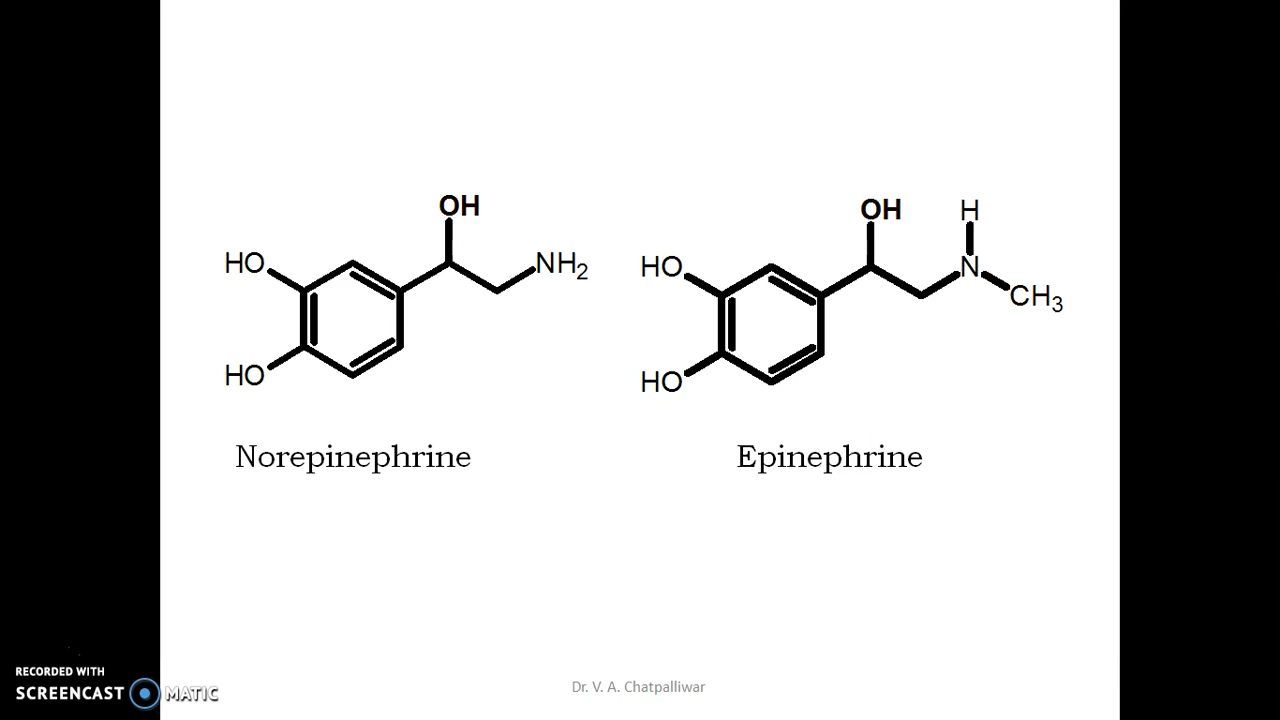 OH
HO
NH2
HO
OH
H
HO
N
CH3
HO
Norepinephrine
Epinephrine
RECORDED WITH
SCREENCAST MATIC
Dr. V. A. Chatpalliwar